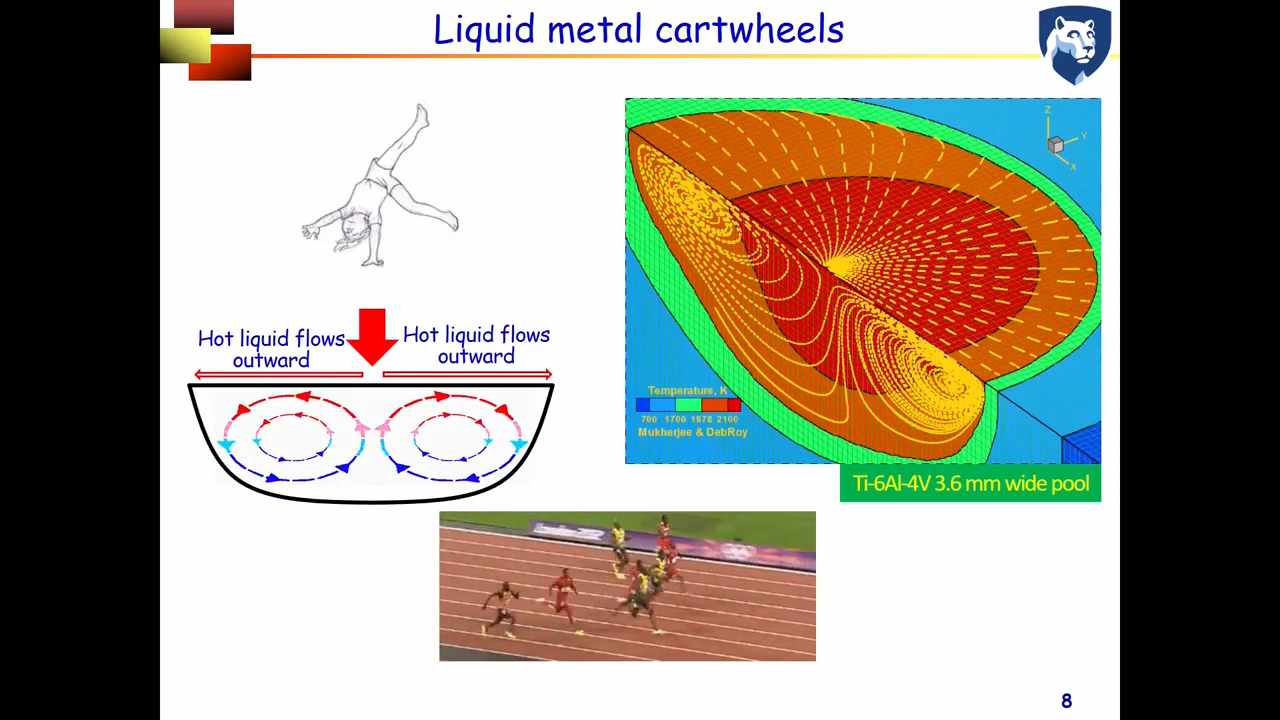 Liquid metal cartwheels
Hot liquid flows
outward
Hot liquid flows
outward
Z
Y
X
Temperature, K
700 1700 1878 2100
Mukherjee & DebRoy
Ti-6Al-4V 3.6 mm wide pool
8